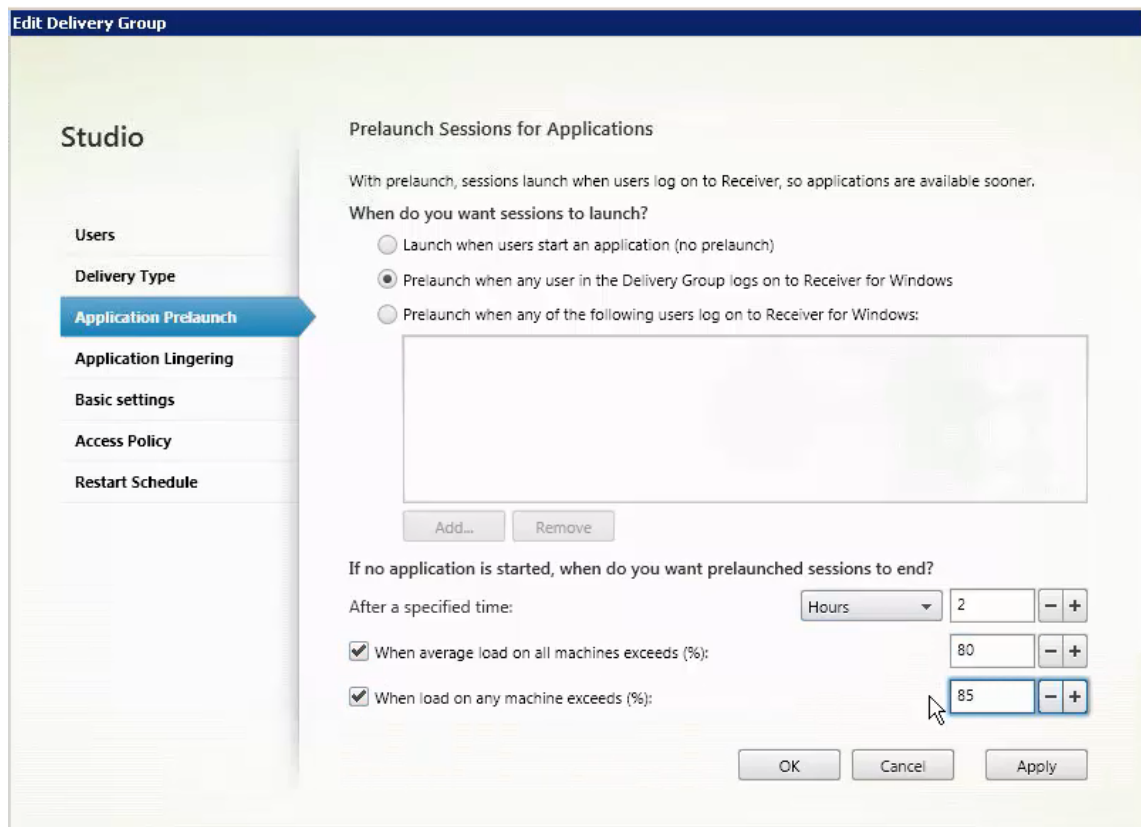 Edit Delivery Group
Studio
Users
Delivery Type
Application Prelaunch
Application Lingering
Basic settings
Access Policy
Restart Schedule
Prelaunch Sessions for Applications
With prelaunch, sessions launch when users log on to Receiver, so applications are available sooner.
When do you want sessions to launch?
Launch when users start an application (no prelaunch)
Prelaunch when any user in the Delivery Group logs on to Receiver for Windows
Prelaunch when any of the following users log on to Receiver for Windows:
Add... Remove
If no application is started, when do you want prelaunched sessions to end?
After a specified time: Hours 2 − +
When average load on all machines exceeds (%): 80 − +
When load on any machine exceeds (%): 85 − +
OK Cancel Apply